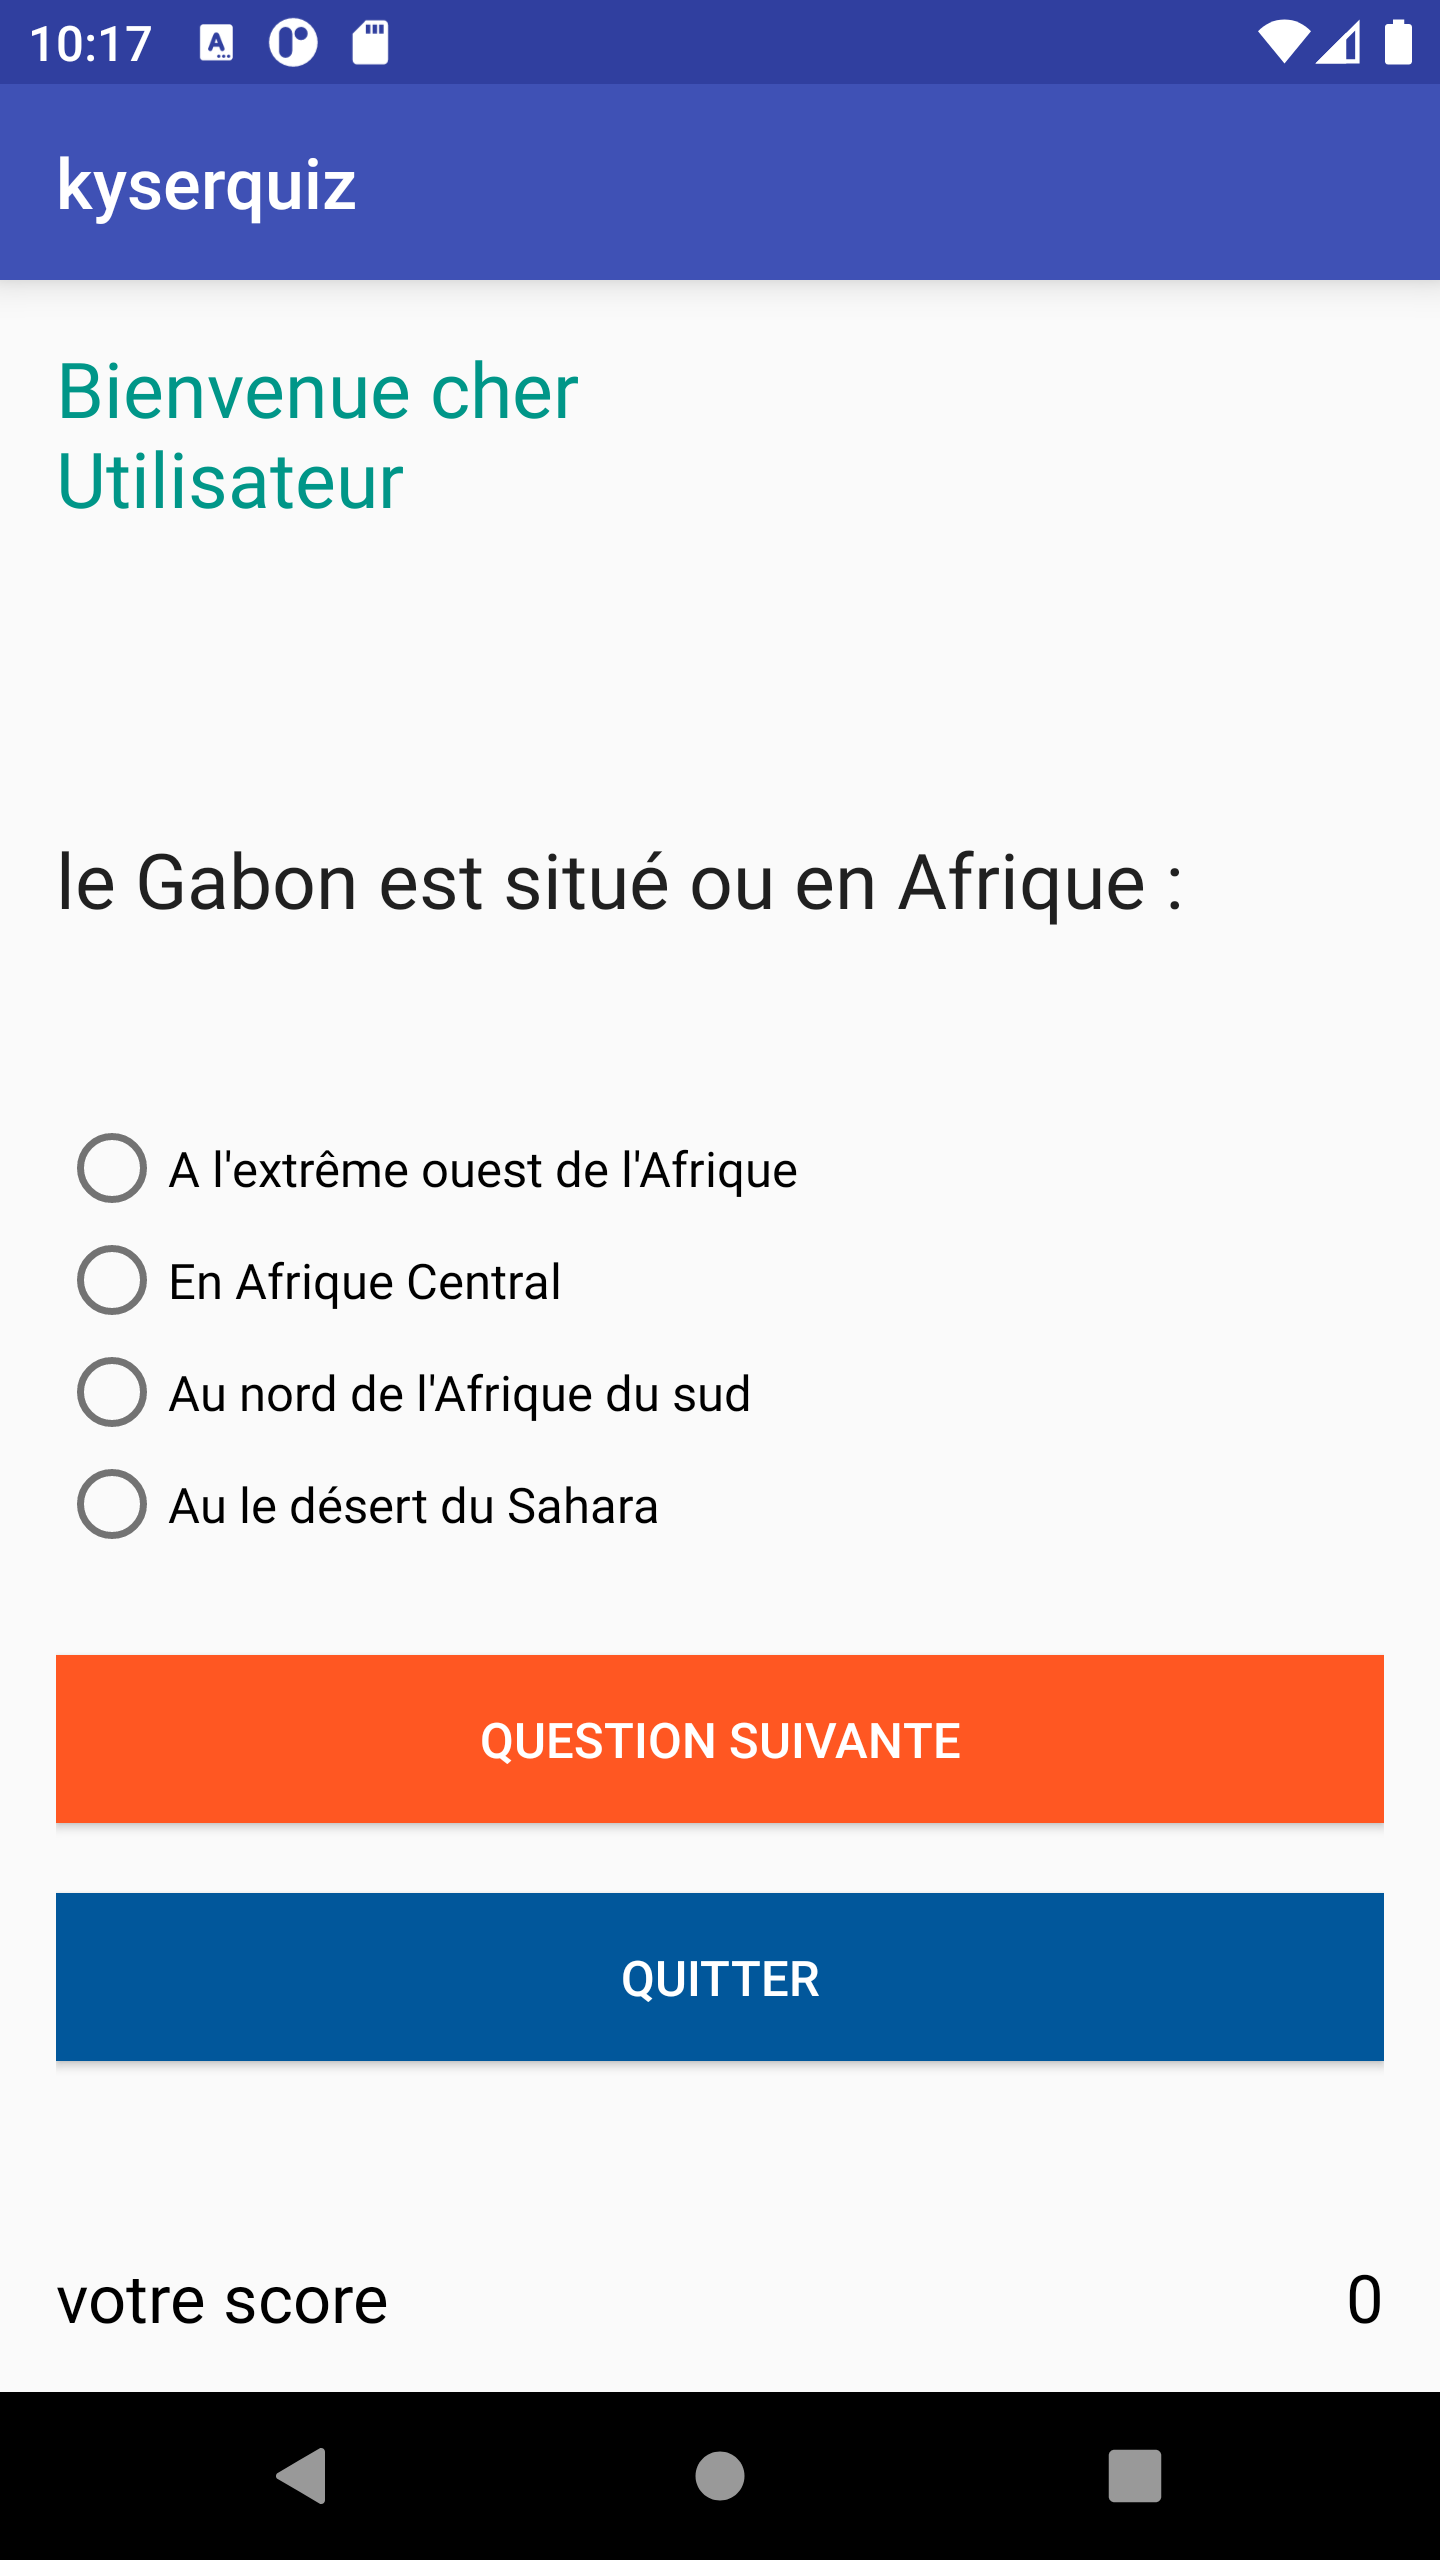 10:17
kyserquiz
Bienvenue cher
Utilisateur
le Gabon est situé ou en Afrique :
A l'extrême ouest de l'Afrique
En Afrique Central
Au nord de l'Afrique du sud
Au le désert du Sahara
QUESTION SUIVANTE
QUITTER
votre score 0